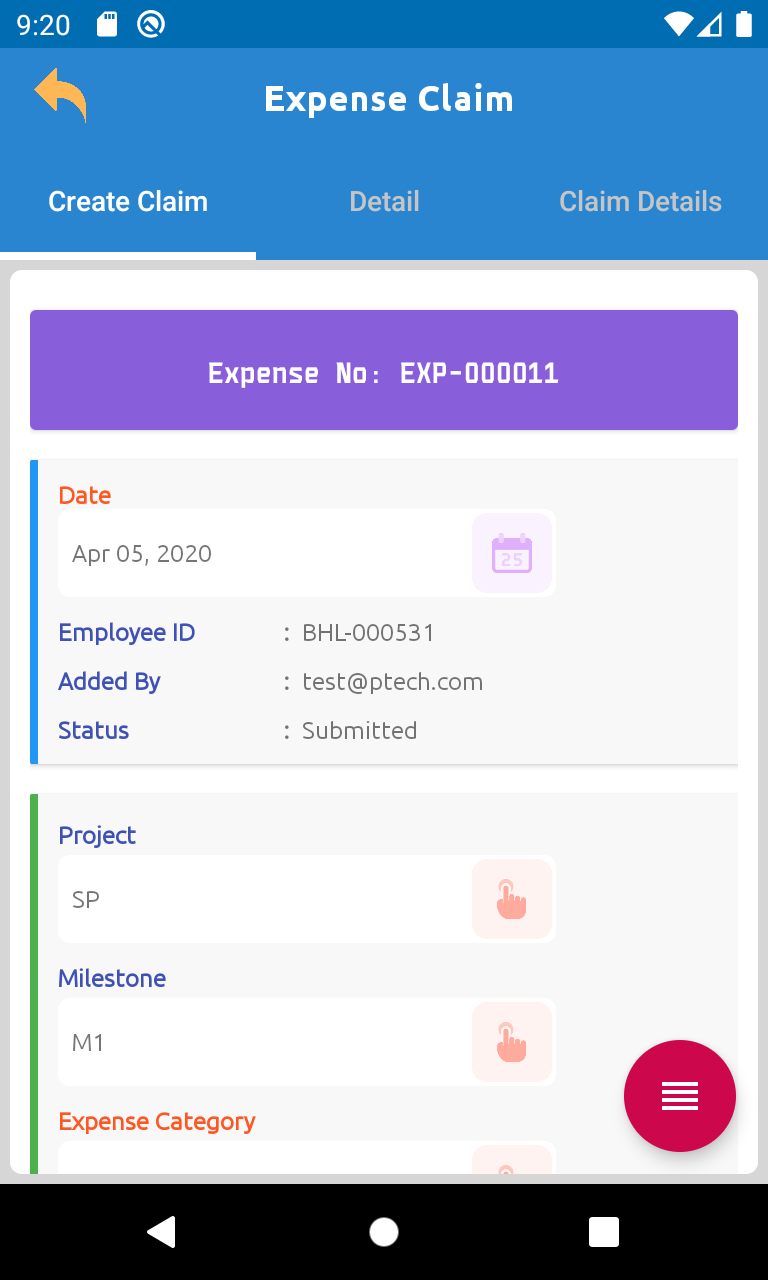 9:20
Expense Claim
Create Claim Detail Claim Details
Expense No: EXP-000011
Date
Apr 05, 2020
25
Employee ID : BHL-000531
Added By : test@ptech.com
Status : Submitted
Project
SP
Milestone
M1
Expense Category